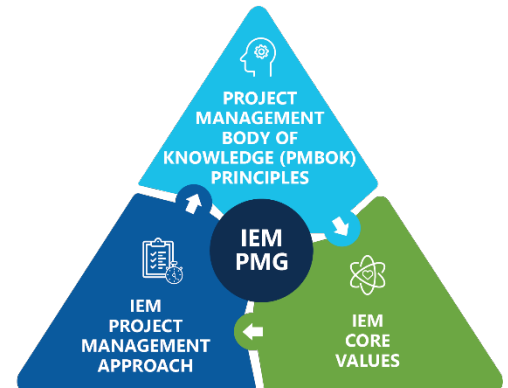 PROJECT
MANAGEMENT
BODY OF
KNOWLEDGE (PMBOK)
PRINCIPLES
IEM
PMG
IEM
PROJECT
MANAGEMENT
APPROACH
IEM
CORE
VALUES